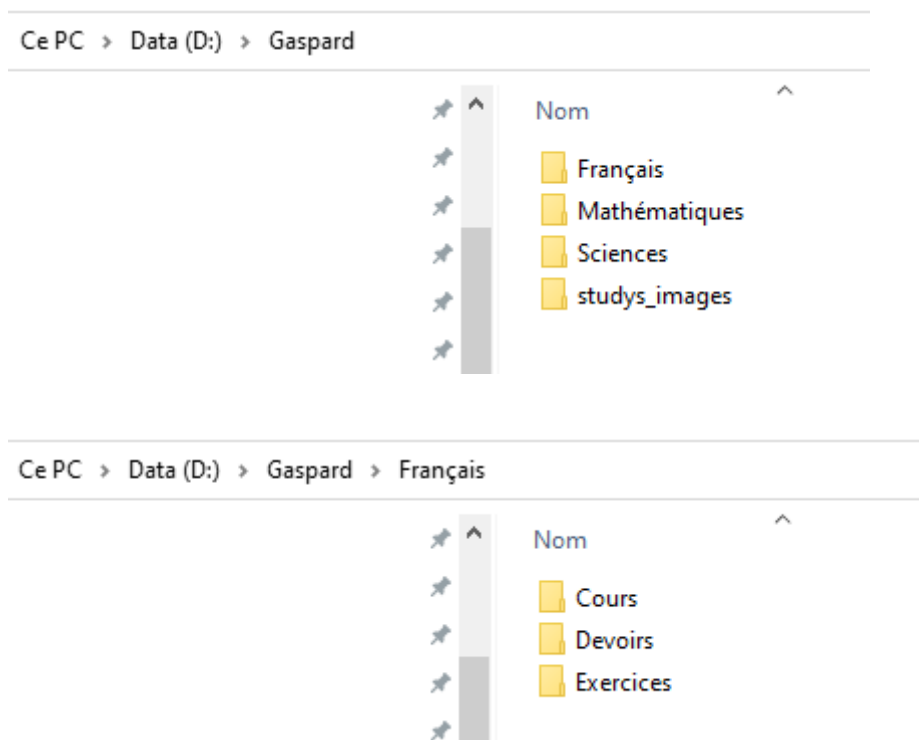 Ce PC > Data (D:) > Gaspard
Nom
Français
Mathématiques
Sciences
studys_images
Ce PC > Data (D:) > Gaspard > Français
Nom
Cours
Devoirs
Exercices